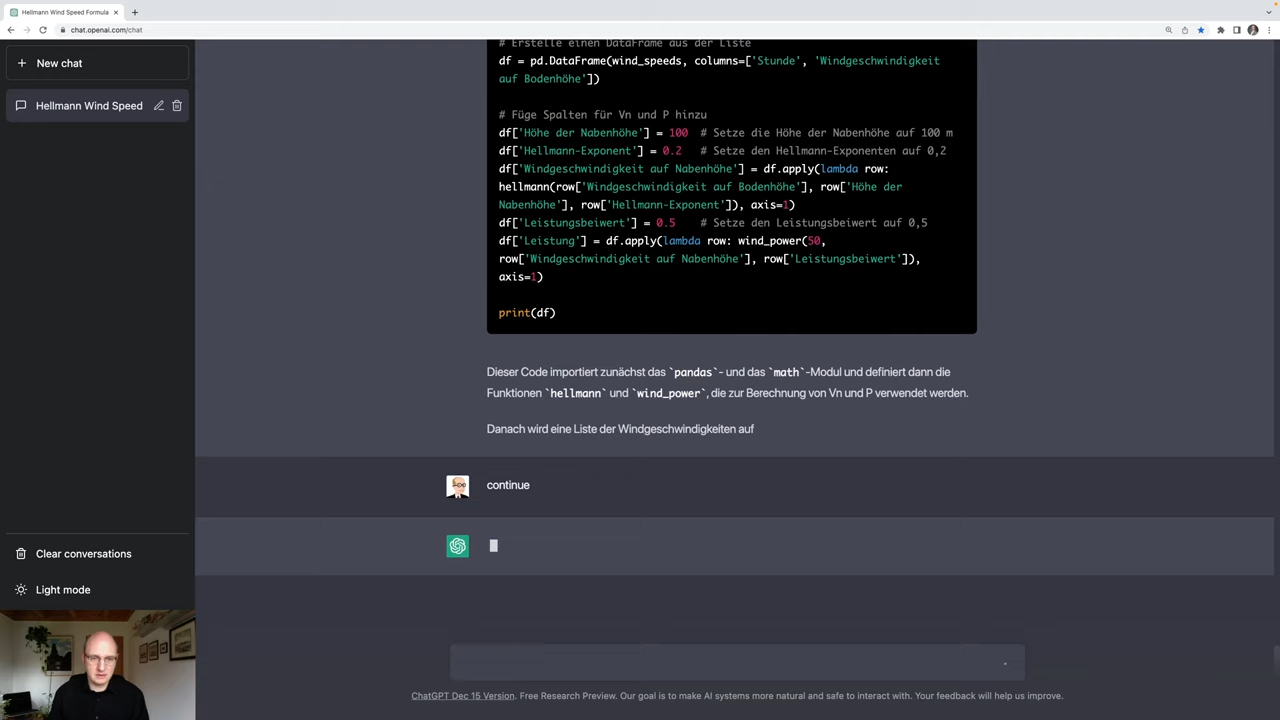 Hellmann Wind Speed Formula
chat.openai.com/chat
New chat
Hellmann Wind Speed
# Erstelle einen DataFrame aus der Liste
df = pd.DataFrame(wind_speeds, columns=['Stunde', 'Windgeschwindigkeit
auf Bodenhöhe'])
# Füge Spalten für Vn und P hinzu
df['Höhe der Nabenhöhe'] = 100 # Setze die Höhe der Nabenhöhe auf 100 m
df['Hellmann-Exponent'] = 0.2 # Setze den Hellmann-Exponenten auf 0,2
df['Windgeschwindigkeit auf Nabenhöhe'] = df.apply(lambda row:
hellmann(row['Windgeschwindigkeit auf Bodenhöhe'], row['Höhe der
Nabenhöhe'], row['Hellmann-Exponent']), axis=1)
df['Leistungsbeiwert'] = 0.5 # Setze den Leistungsbeiwert auf 0,5
df['Leistung'] = df.apply(lambda row: wind_power(50,
row['Windgeschwindigkeit auf Nabenhöhe'], row['Leistungsbeiwert']),
axis=1)
print(df)
Dieser Code importiert zunächst das `pandas`- und das `math`-Modul und definiert dann die
Funktionen `hellmann` und `wind_power`, die zur Berechnung von Vn und P verwendet werden.
Danach wird eine Liste der Windgeschwindigkeiten auf
continue
Clear conversations
Light mode
ChatGPT Dec 15 Version. Free Research Preview. Our goal is to make AI systems more natural and safe to interact with. Your feedback will help us improve.